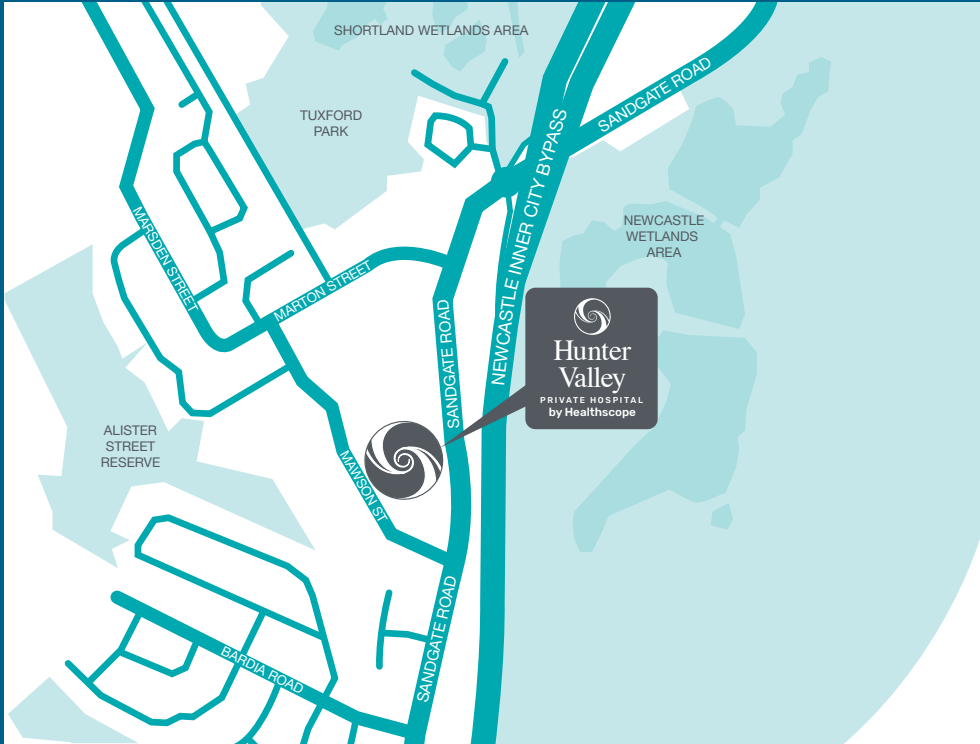 SHORTLAND WETLANDS AREA
TUXFORD
PARK
SANDGATE ROAD
NEWCASTLE INNER CITY BYPASS
MARSDEN STREET
NEWCASTLE
WETLANDS
AREA
MARTON STREET
SANDGATE ROAD
Hunter
Valley
PRIVATE HOSPITAL
by Healthscope
ALISTER
STREET
RESERVE
MAWSON ST
SANDGATE ROAD
BARDIA ROAD